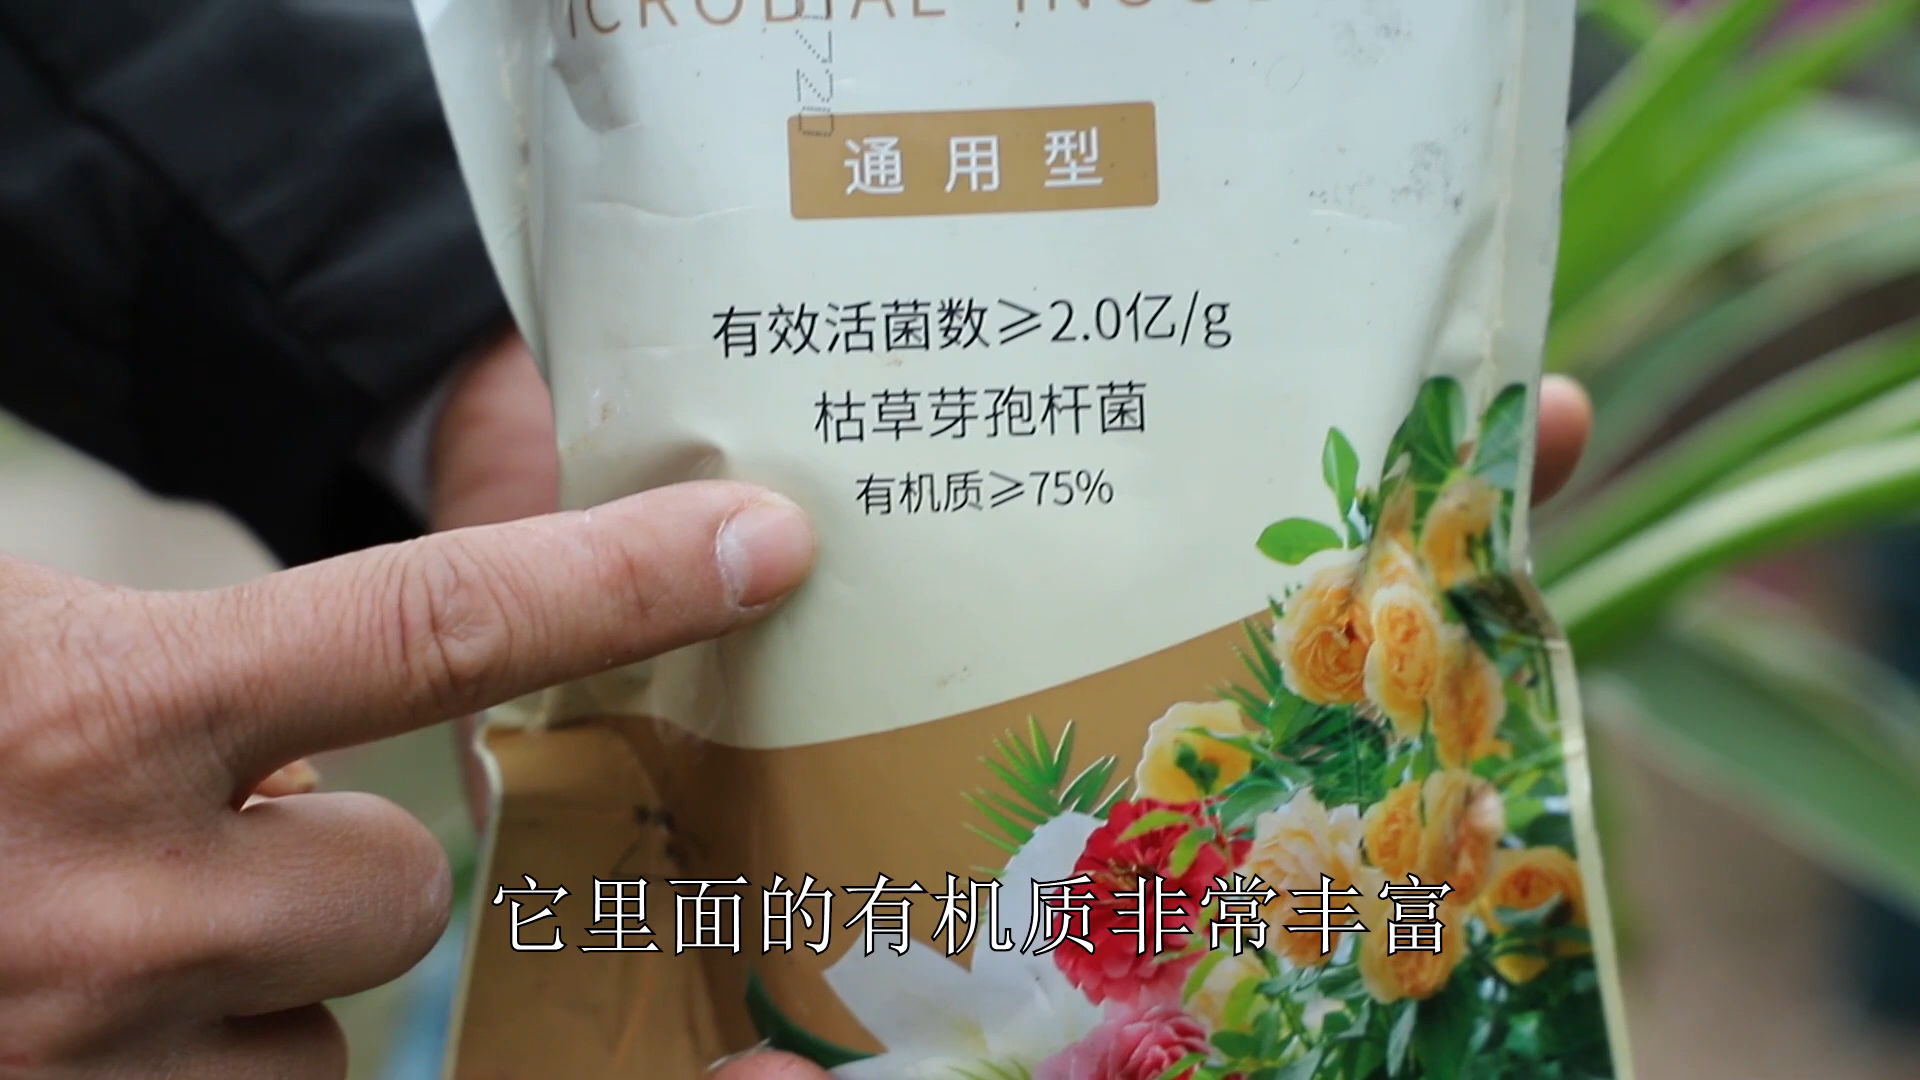 通用型
有效活菌数≥2.0亿/g
枯草芽孢杆菌
有机质≥75%
它里面的有机质非常丰富